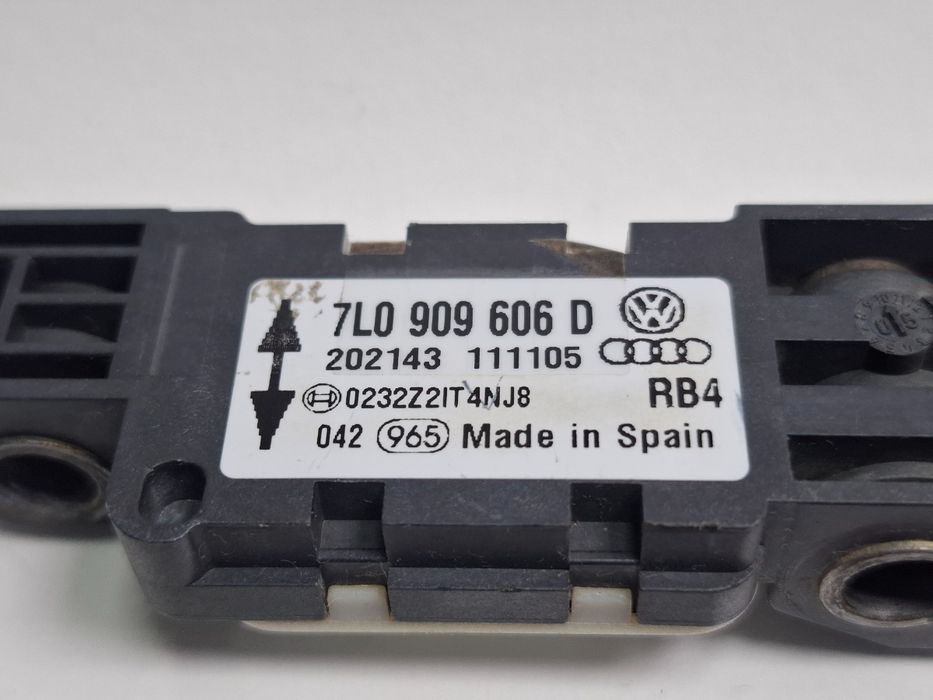 7L0 909 606 D
202143 111105
0232Z2IT4NJ8 RB4
042 965 Made in Spain